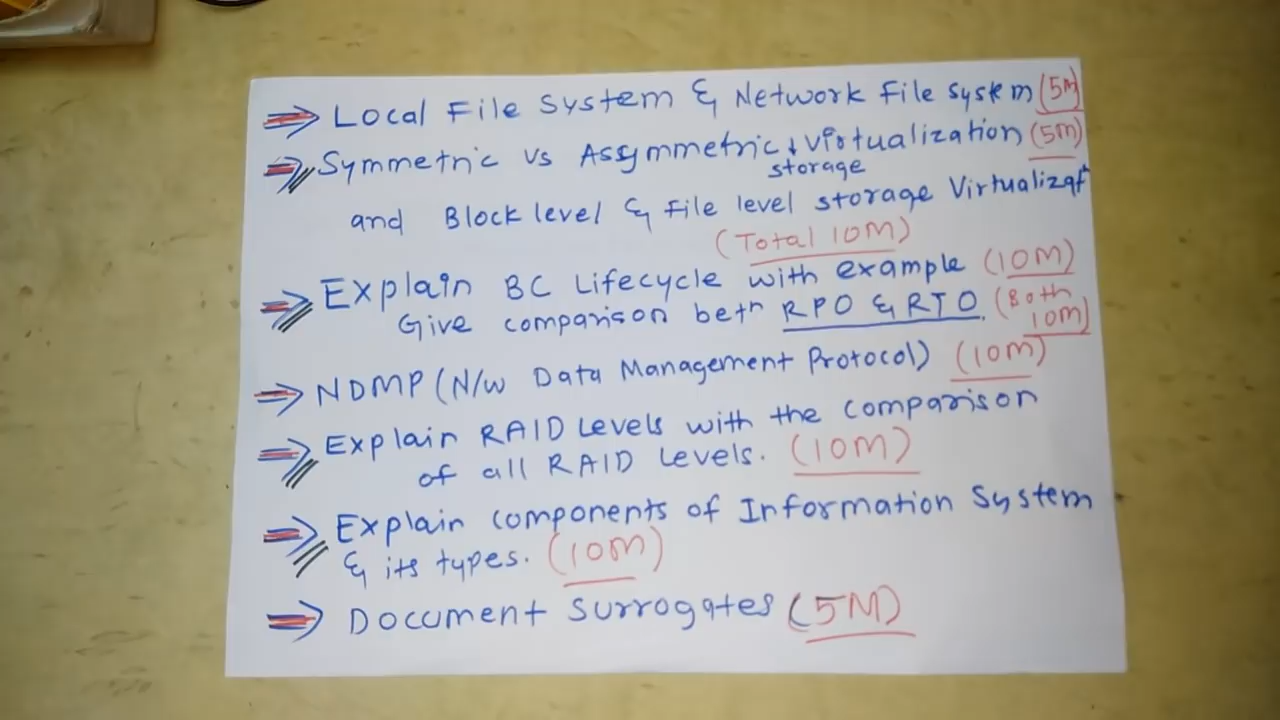 ⇒ Local File System & Network File System (5M)
⇒ Symmetric vs Assymmetric ↓ virtualization (5M)
storage
and Block level & File level storage Virtualizat
(Total 10M)
⇒ Explain BC Lifecycle with example (10M)
Give comparison betn RPO & RTO. (Both 10M)
⇒ NDMP (N/w Data Management Protocol) (10M)
⇒ Explain RAID Levels with the comparison
of all RAID Levels. (10M)
⇒ Explain components of Information System
& its types. (10M)
⇒ Document Surrogates (5M)